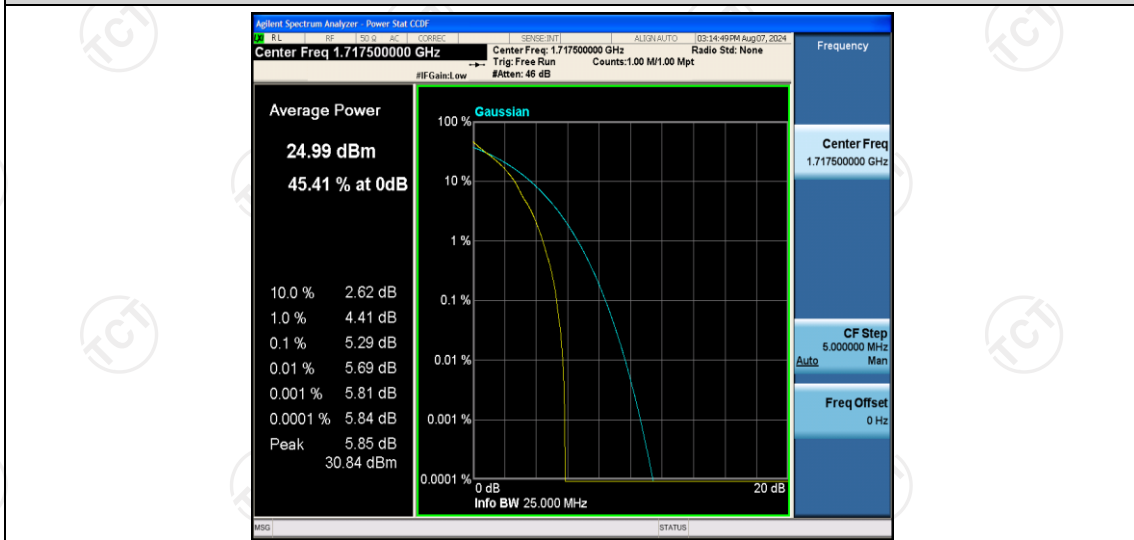 Agilent Spectrum Analyzer - Power Stat CCDF
RL RF 50 Ω AC CORREC SENSE:INT ALIGN AUTO 03:14:49 PM Aug 07, 2024
Center Freq 1.717500000 GHz
Center Freq: 1.717500000 GHz Radio Std: None
Trig: Free Run Counts:1.00 M/1.00 Mpt
#IFGain:Low #Atten: 46 dB
Frequency
Average Power
24.99 dBm
45.41 % at 0dB
10.0 % 2.62 dB
1.0 % 4.41 dB
0.1 % 5.29 dB
0.01 % 5.69 dB
0.001 % 5.81 dB
0.0001 % 5.84 dB
Peak 5.85 dB
30.84 dBm
Gaussian
100 %
10 %
1 %
0.1 %
0.01 %
0.001 %
0.0001 %
0 dB 20 dB
Info BW 25.000 MHz
Center Freq
1.717500000 GHz
CF Step
5.000000 MHz
Auto Man
Freq Offset
0 Hz
MSG STATUS
TCT
TCT
TCT
TCT